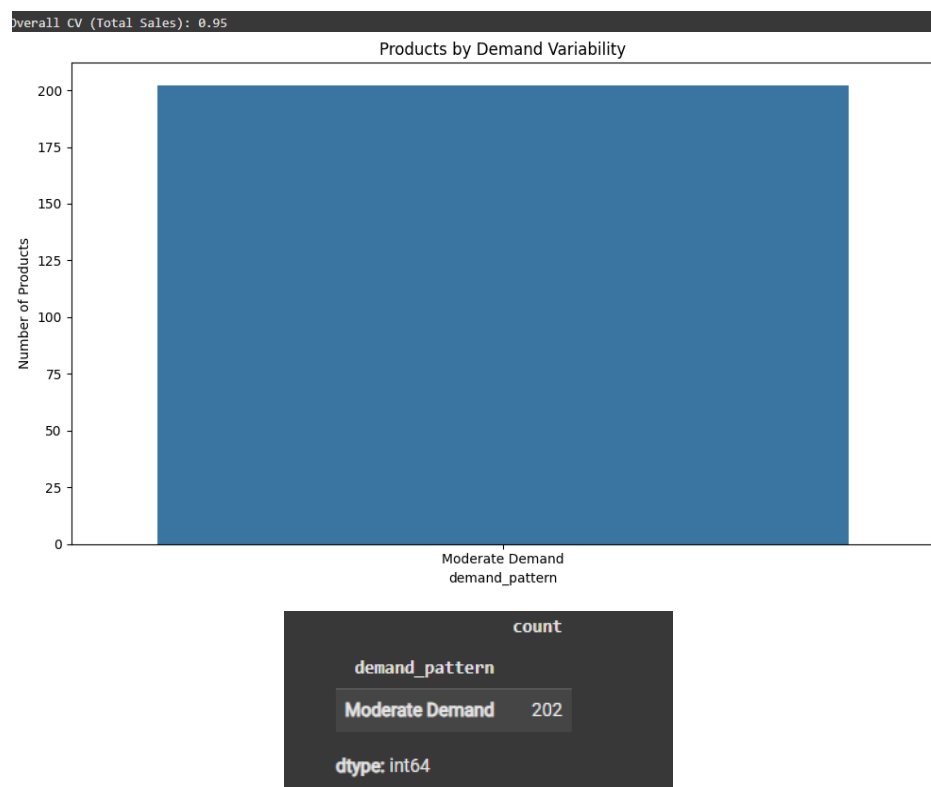 Overall CV (Total Sales): 0.95
Products by Demand Variability
200
175
150
125
100
75
50
25
0
Number of Products
Moderate Demand
demand_pattern
count
demand_pattern
Moderate Demand 202
dtype: int64